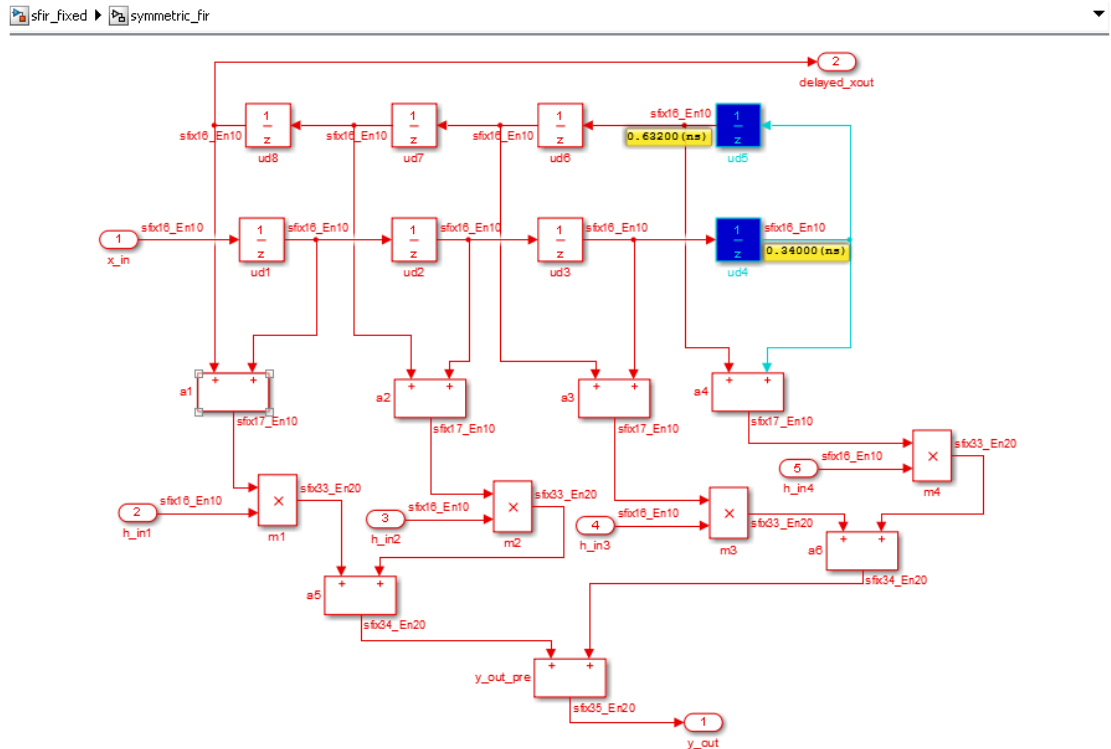 sfir_fixed ▶ symmetric_fir
2
delayed_xout
sfix16_En10
1
z
ud8
sfix16_En10
1
z
ud7
sfix16_En10
1
z
ud6
sfix16_En10
0.63200(ns)
1
z
ud5
1
x_in
sfix16_En10
1
z
ud1
sfix16_En10
1
z
ud2
sfix16_En10
1
z
ud3
sfix16_En10
1
z
ud4
sfix16_En10
0.34000(ns)
a1
+ +
sfix17_En10
a2
+ +
sfix17_En10
a3
+ +
sfix17_En10
a4
+ +
sfix17_En10
2
h_in1
sfix16_En10
×
m1
sfix33_En20
3
h_in2
sfix16_En10
×
m2
sfix33_En20
4
h_in3
sfix16_En10
×
m3
sfix33_En20
5
h_in4
sfix16_En10
×
m4
sfix33_En20
a5
+ +
sfix34_En20
a6
+ +
sfix34_En20
y_out_pre
+ +
sfix35_En20
1
y_out